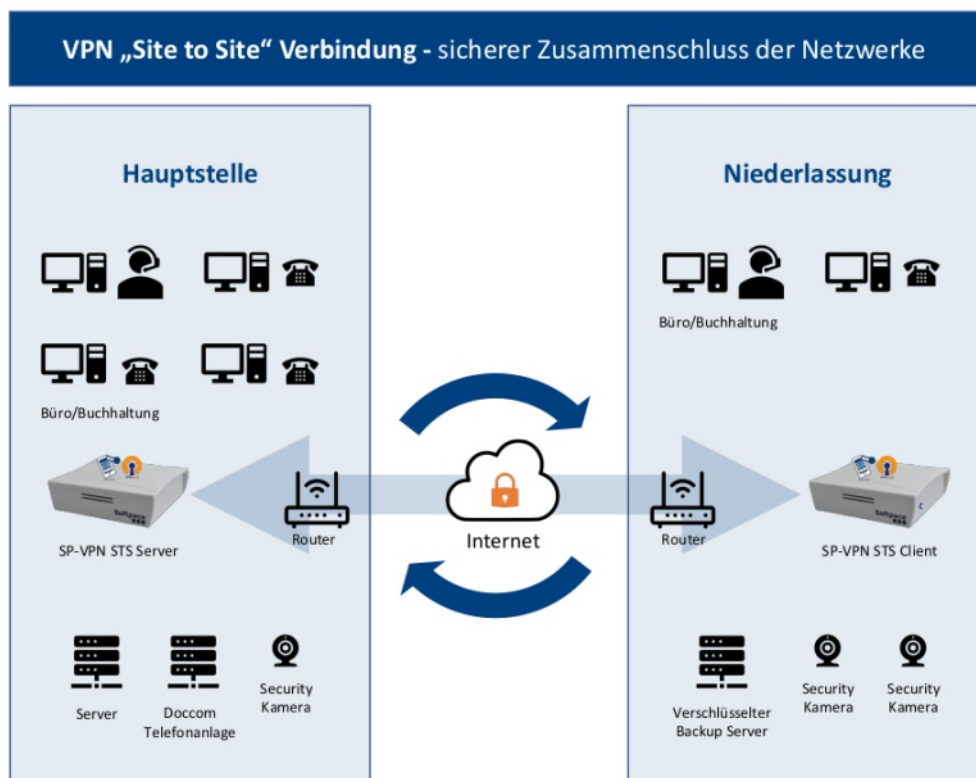 VPN „Site to Site“ Verbindung - sicherer Zusammenschluss der Netzwerke
Hauptstelle
Büro/Buchhaltung
Softpace
SP-VPN STS Server
Router
Server
Doccom
Telefonanlage
Security
Kamera
Internet
Niederlassung
Büro/Buchhaltung
Router
SP-VPN STS Client
Verschlüsselter
Backup Server
Security
Kamera
Security
Kamera